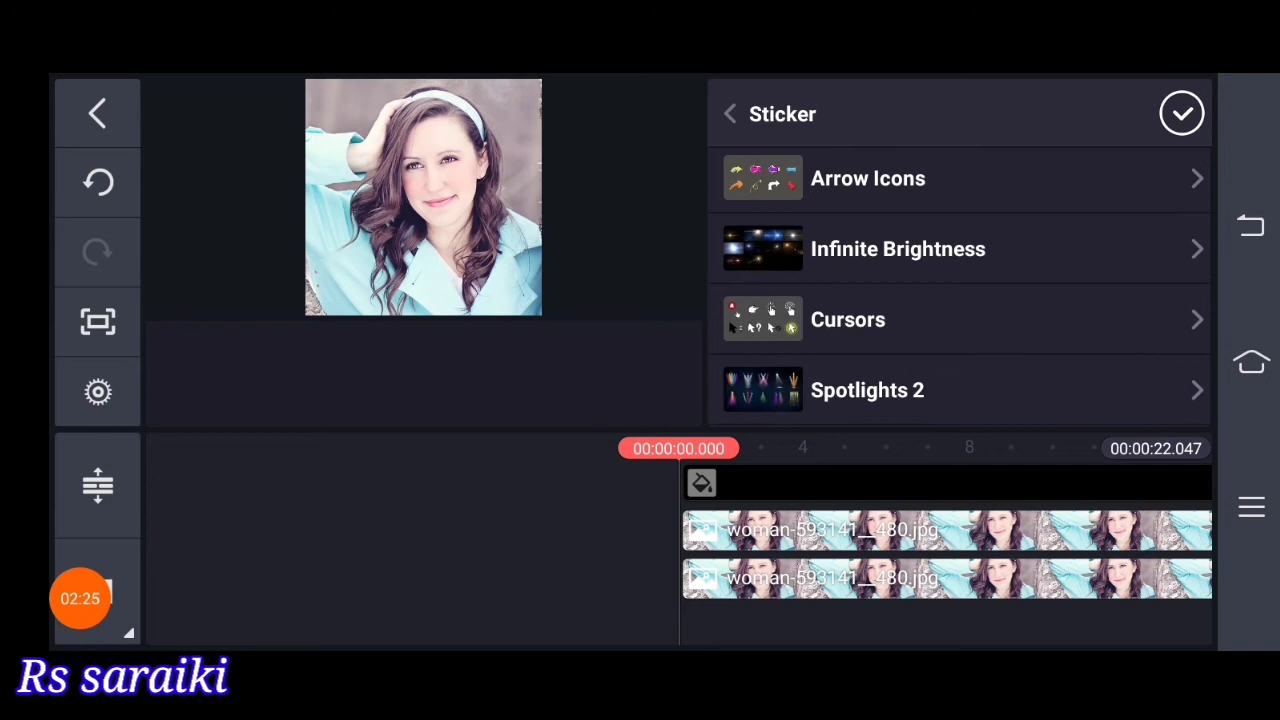 Sticker
Arrow Icons
Infinite Brightness
Cursors
Spotlights 2
00:00:00.000
4
8
00:00:22.047
woman-593141__480.jpg
woman-593141__480.jpg
02:25
Rs saraiki